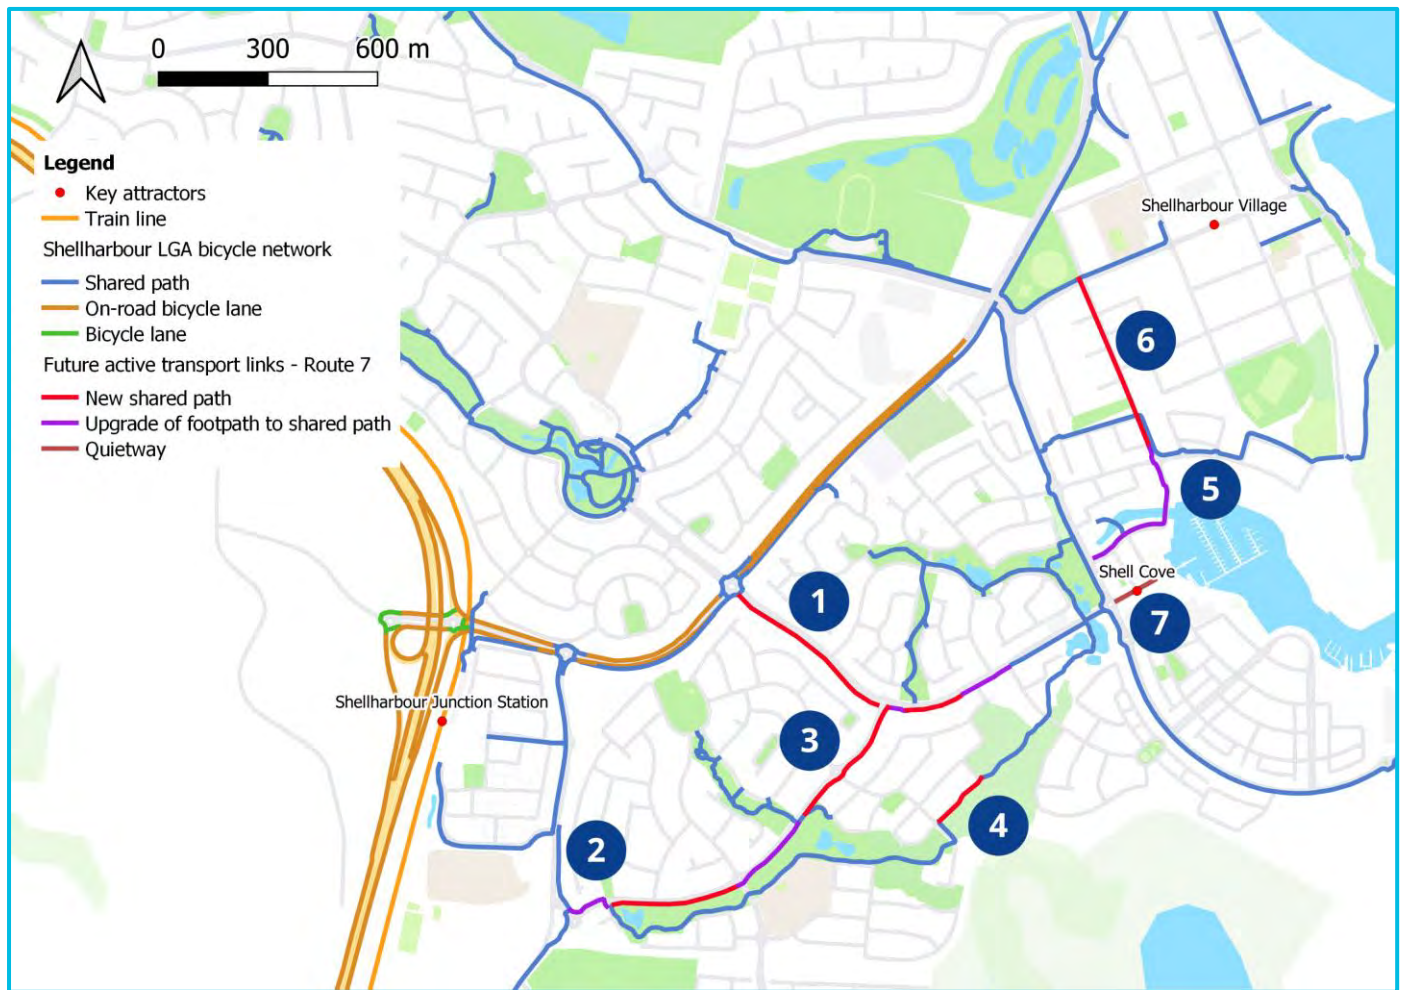 0 300 600 m
Legend
Key attractors
Train line
Shellharbour LGA bicycle network
Shared path
On-road bicycle lane
Bicycle lane
Future active transport links - Route 7
New shared path
Upgrade of footpath to shared path
Quietway
Shellharbour Village
6
5
Shell Cove
1
7
Shellharbour Junction Station
3
4
2